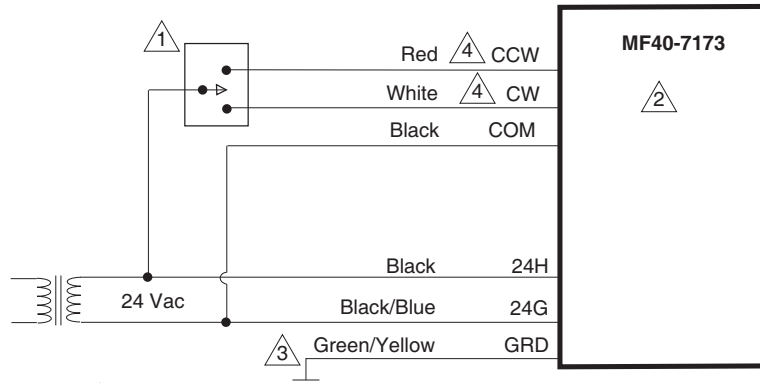 1
Red 4 CCW
MF40-7173
White 4 CW
2
Black COM
Black 24H
24 Vac
Black/Blue 24G
3 Green/Yellow GRD